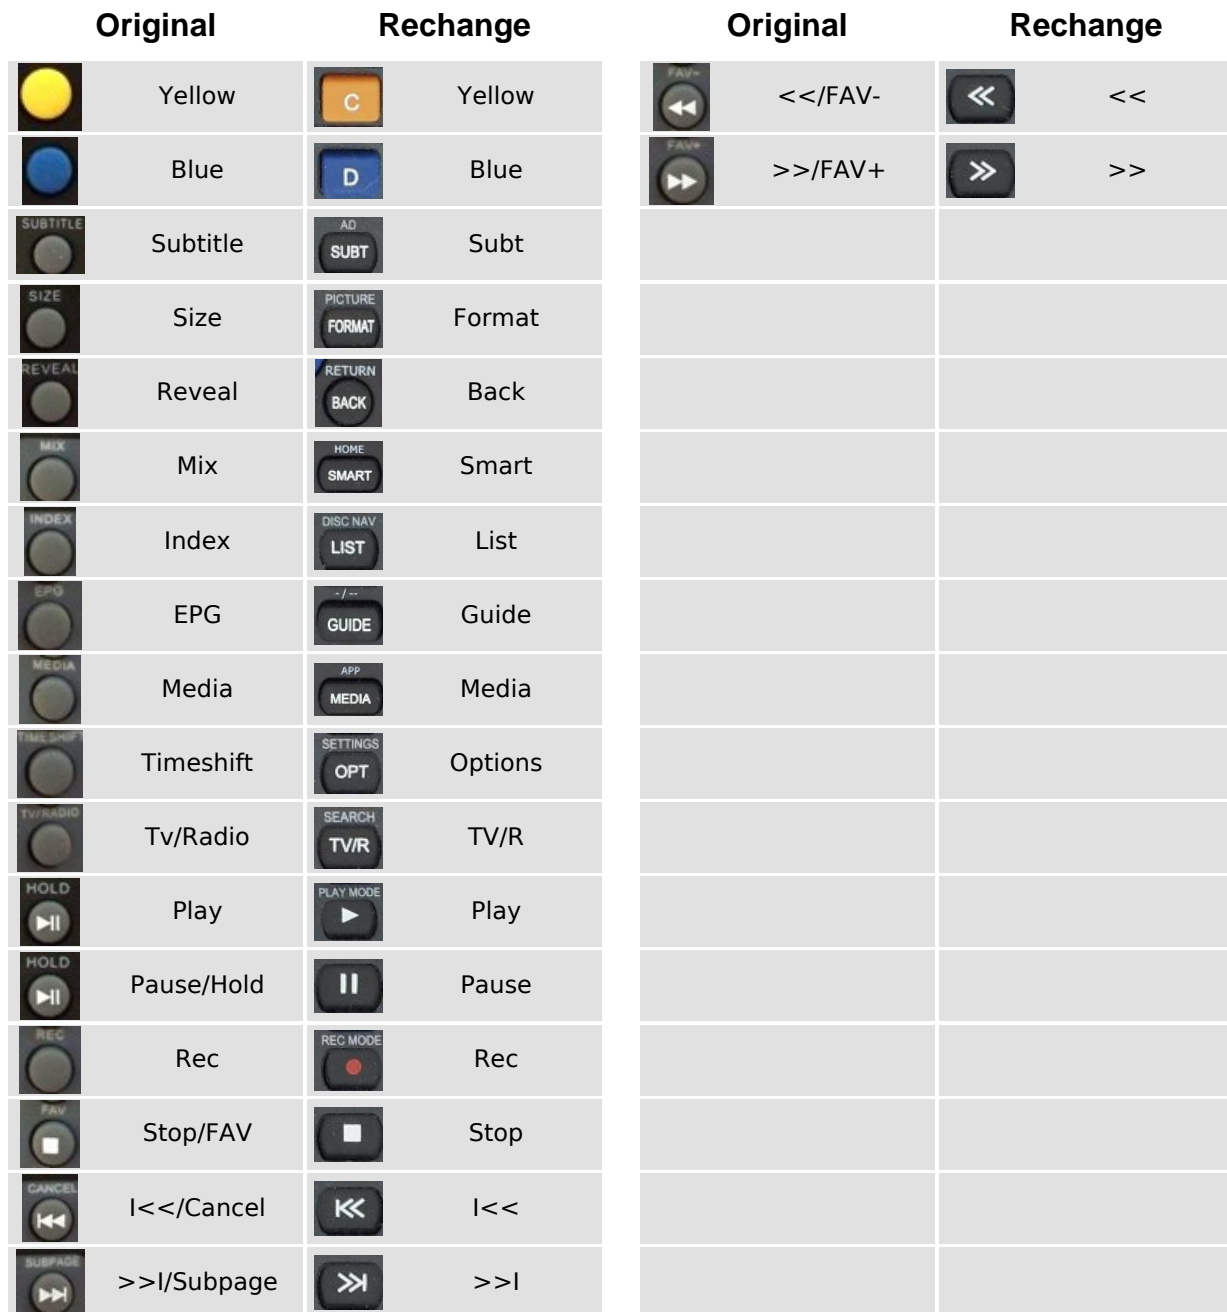 Original Rechange Original Rechange
Yellow C Yellow FAV- <</FAV- <<
Blue D Blue FAV+ >>/FAV+ >>
SUBTITLE Subtitle AD SUBT Subt
SIZE Size PICTURE FORMAT Format
REVEAL Reveal RETURN BACK Back
MIX Mix HOME SMART Smart
INDEX Index DISC NAV LIST List
EPG EPG -/-- GUIDE Guide
MEDIA Media APP MEDIA Media
TIMESHIFT Timeshift SETTINGS OPT Options
TV/RADIO Tv/Radio SEARCH TV/R TV/R
HOLD Play PLAY MODE Play
HOLD Pause/Hold Pause
REC Rec REC MODE Rec
FAV Stop/FAV Stop
CANCEL I<</Cancel I<<
SUBPAGE >>I/Subpage >>I